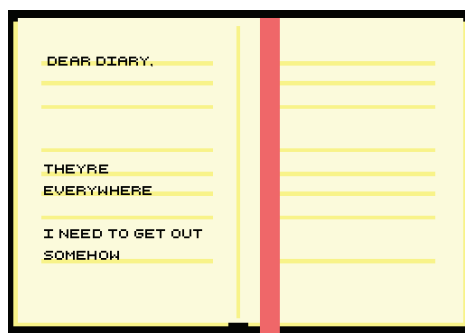 DEAR DIARY,
THEYRE
EVERYWHERE
I NEED TO GET OUT
SOMEHOW